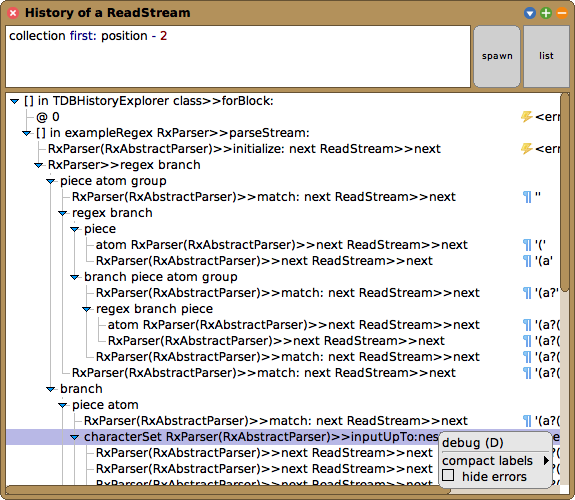 History of a ReadStream
collection first: position - 2
spawn
list
[] in TDBHistoryExplorer class>>forBlock:
@ 0 <err
[] in exampleRegex RxParser>>parseStream:
RxParser(RxAbstractParser)>>initialize: next ReadStream>>next <err
RxParser>>regex branch
piece atom group
RxParser(RxAbstractParser)>>match: next ReadStream>>next ¶ ''
regex branch
piece
atom RxParser(RxAbstractParser)>>next ReadStream>>next ¶ '('
RxParser(RxAbstractParser)>>next ReadStream>>next ¶ '(a'
branch piece atom group
RxParser(RxAbstractParser)>>match: next ReadStream>>next ¶ '(a?'
regex branch piece
atom RxParser(RxAbstractParser)>>next ReadStream>>next ¶ '(a?(
RxParser(RxAbstractParser)>>next ReadStream>>next ¶ '(a?(
RxParser(RxAbstractParser)>>match: next ReadStream>>next ¶ '(a?(
RxParser(RxAbstractParser)>>match: next ReadStream>>next ¶ '(a?(
branch
piece atom
RxParser(RxAbstractParser)>>match: next ReadStream>>next ¶ '(a?(
characterSet RxParser(RxAbstractParser)>>inputUpTo:nes
RxParser(RxAbstractParser)>>next ReadStream>>next
RxParser(RxAbstractParser)>>next ReadStream>>next
RxParser(RxAbstractParser)>>next ReadStream>>next
debug (D)
compact labels
hide errors